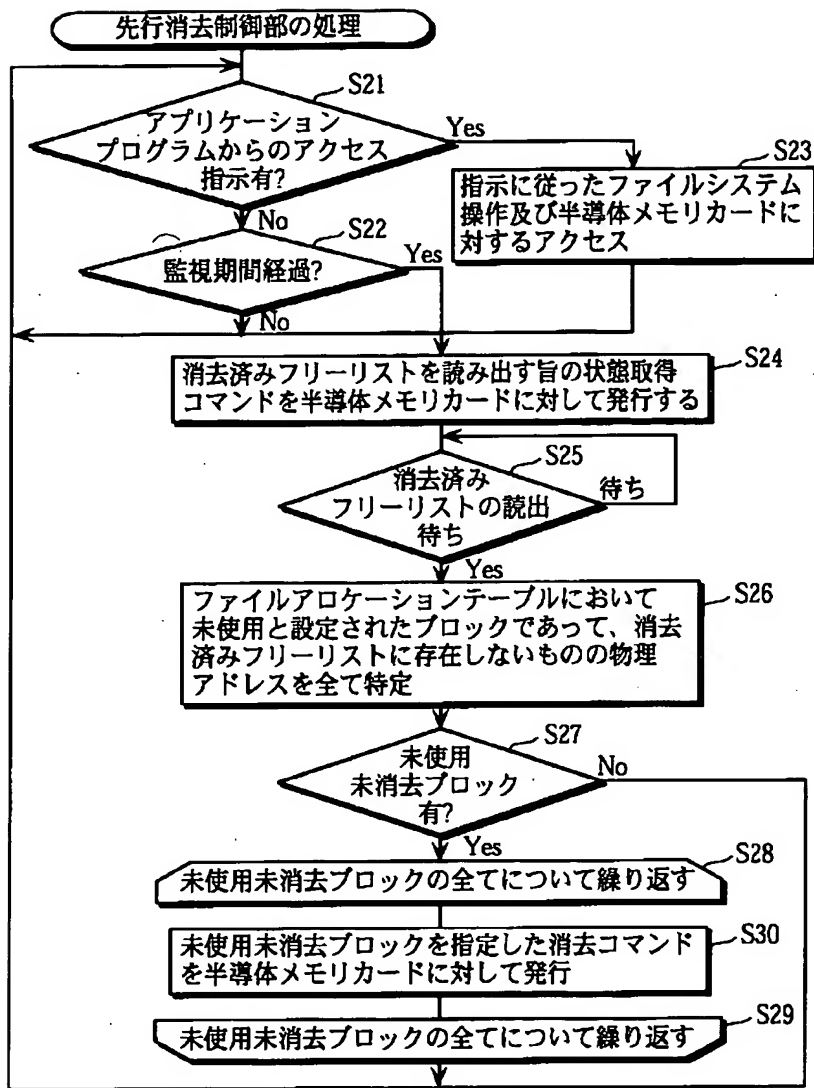 先行消去制御部の処理
S21
アプリケーション
プログラムからのアクセス
指示有?
Yes
S23
指示に従ったファイルシステム
操作及び半導体メモリカードに
対するアクセス
No
S22
監視期間経過?
Yes
No
S24
消去済みフリーリストを読み出す旨の状態取得
コマンドを半導体メモリカードに対して発行する
S25
消去済み
フリーリストの読出
待ち
待ち
Yes
S26
ファイルアロケーションテーブルにおいて
未使用と設定されたブロックであって、消去
済みフリーリストに存在しないものの物理
アドレスを全て特定
S27
未使用
未消去ブロック
有?
No
Yes
S28
未使用未消去ブロックの全てについて繰り返す
S30
未使用未消去ブロックを指定した消去コマンド
を半導体メモリカードに対して発行
S29
未使用未消去ブロックの全てについて繰り返す